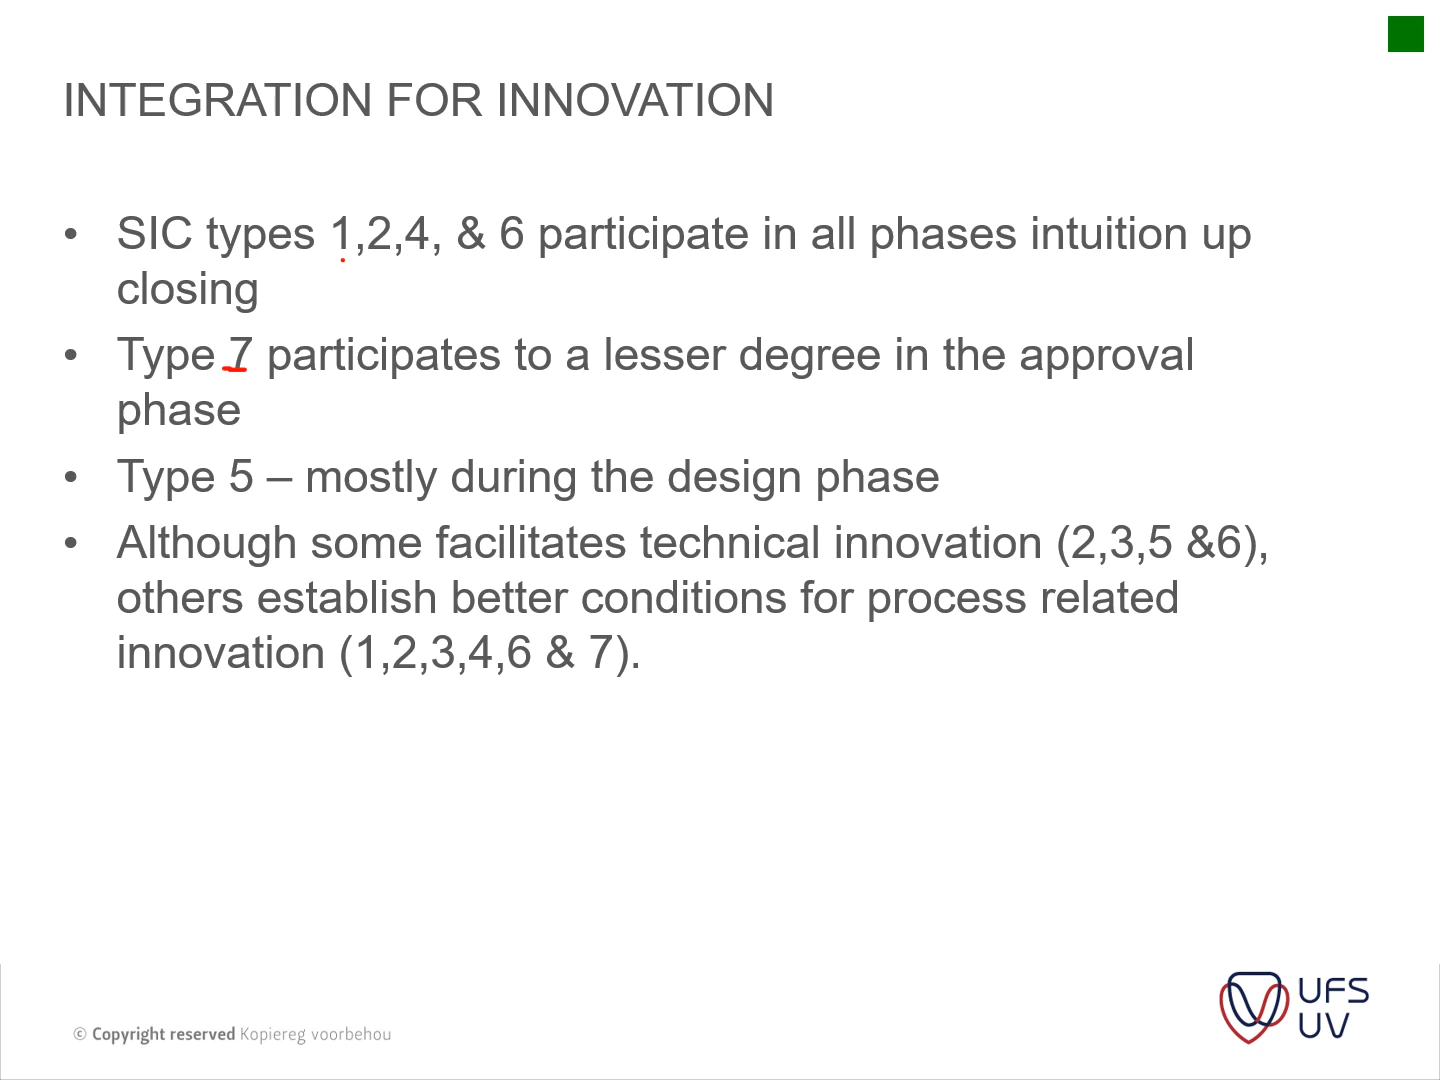 INTEGRATION FOR INNOVATION
• SIC types 1,2,4, & 6 participate in all phases intuition up
closing
• Type 7 participates to a lesser degree in the approval
phase
• Type 5 – mostly during the design phase
• Although some facilitates technical innovation (2,3,5 &6),
others establish better conditions for process related
innovation (1,2,3,4,6 & 7).
© Copyright reserved Kopiereg voorbehou
UFS
UV